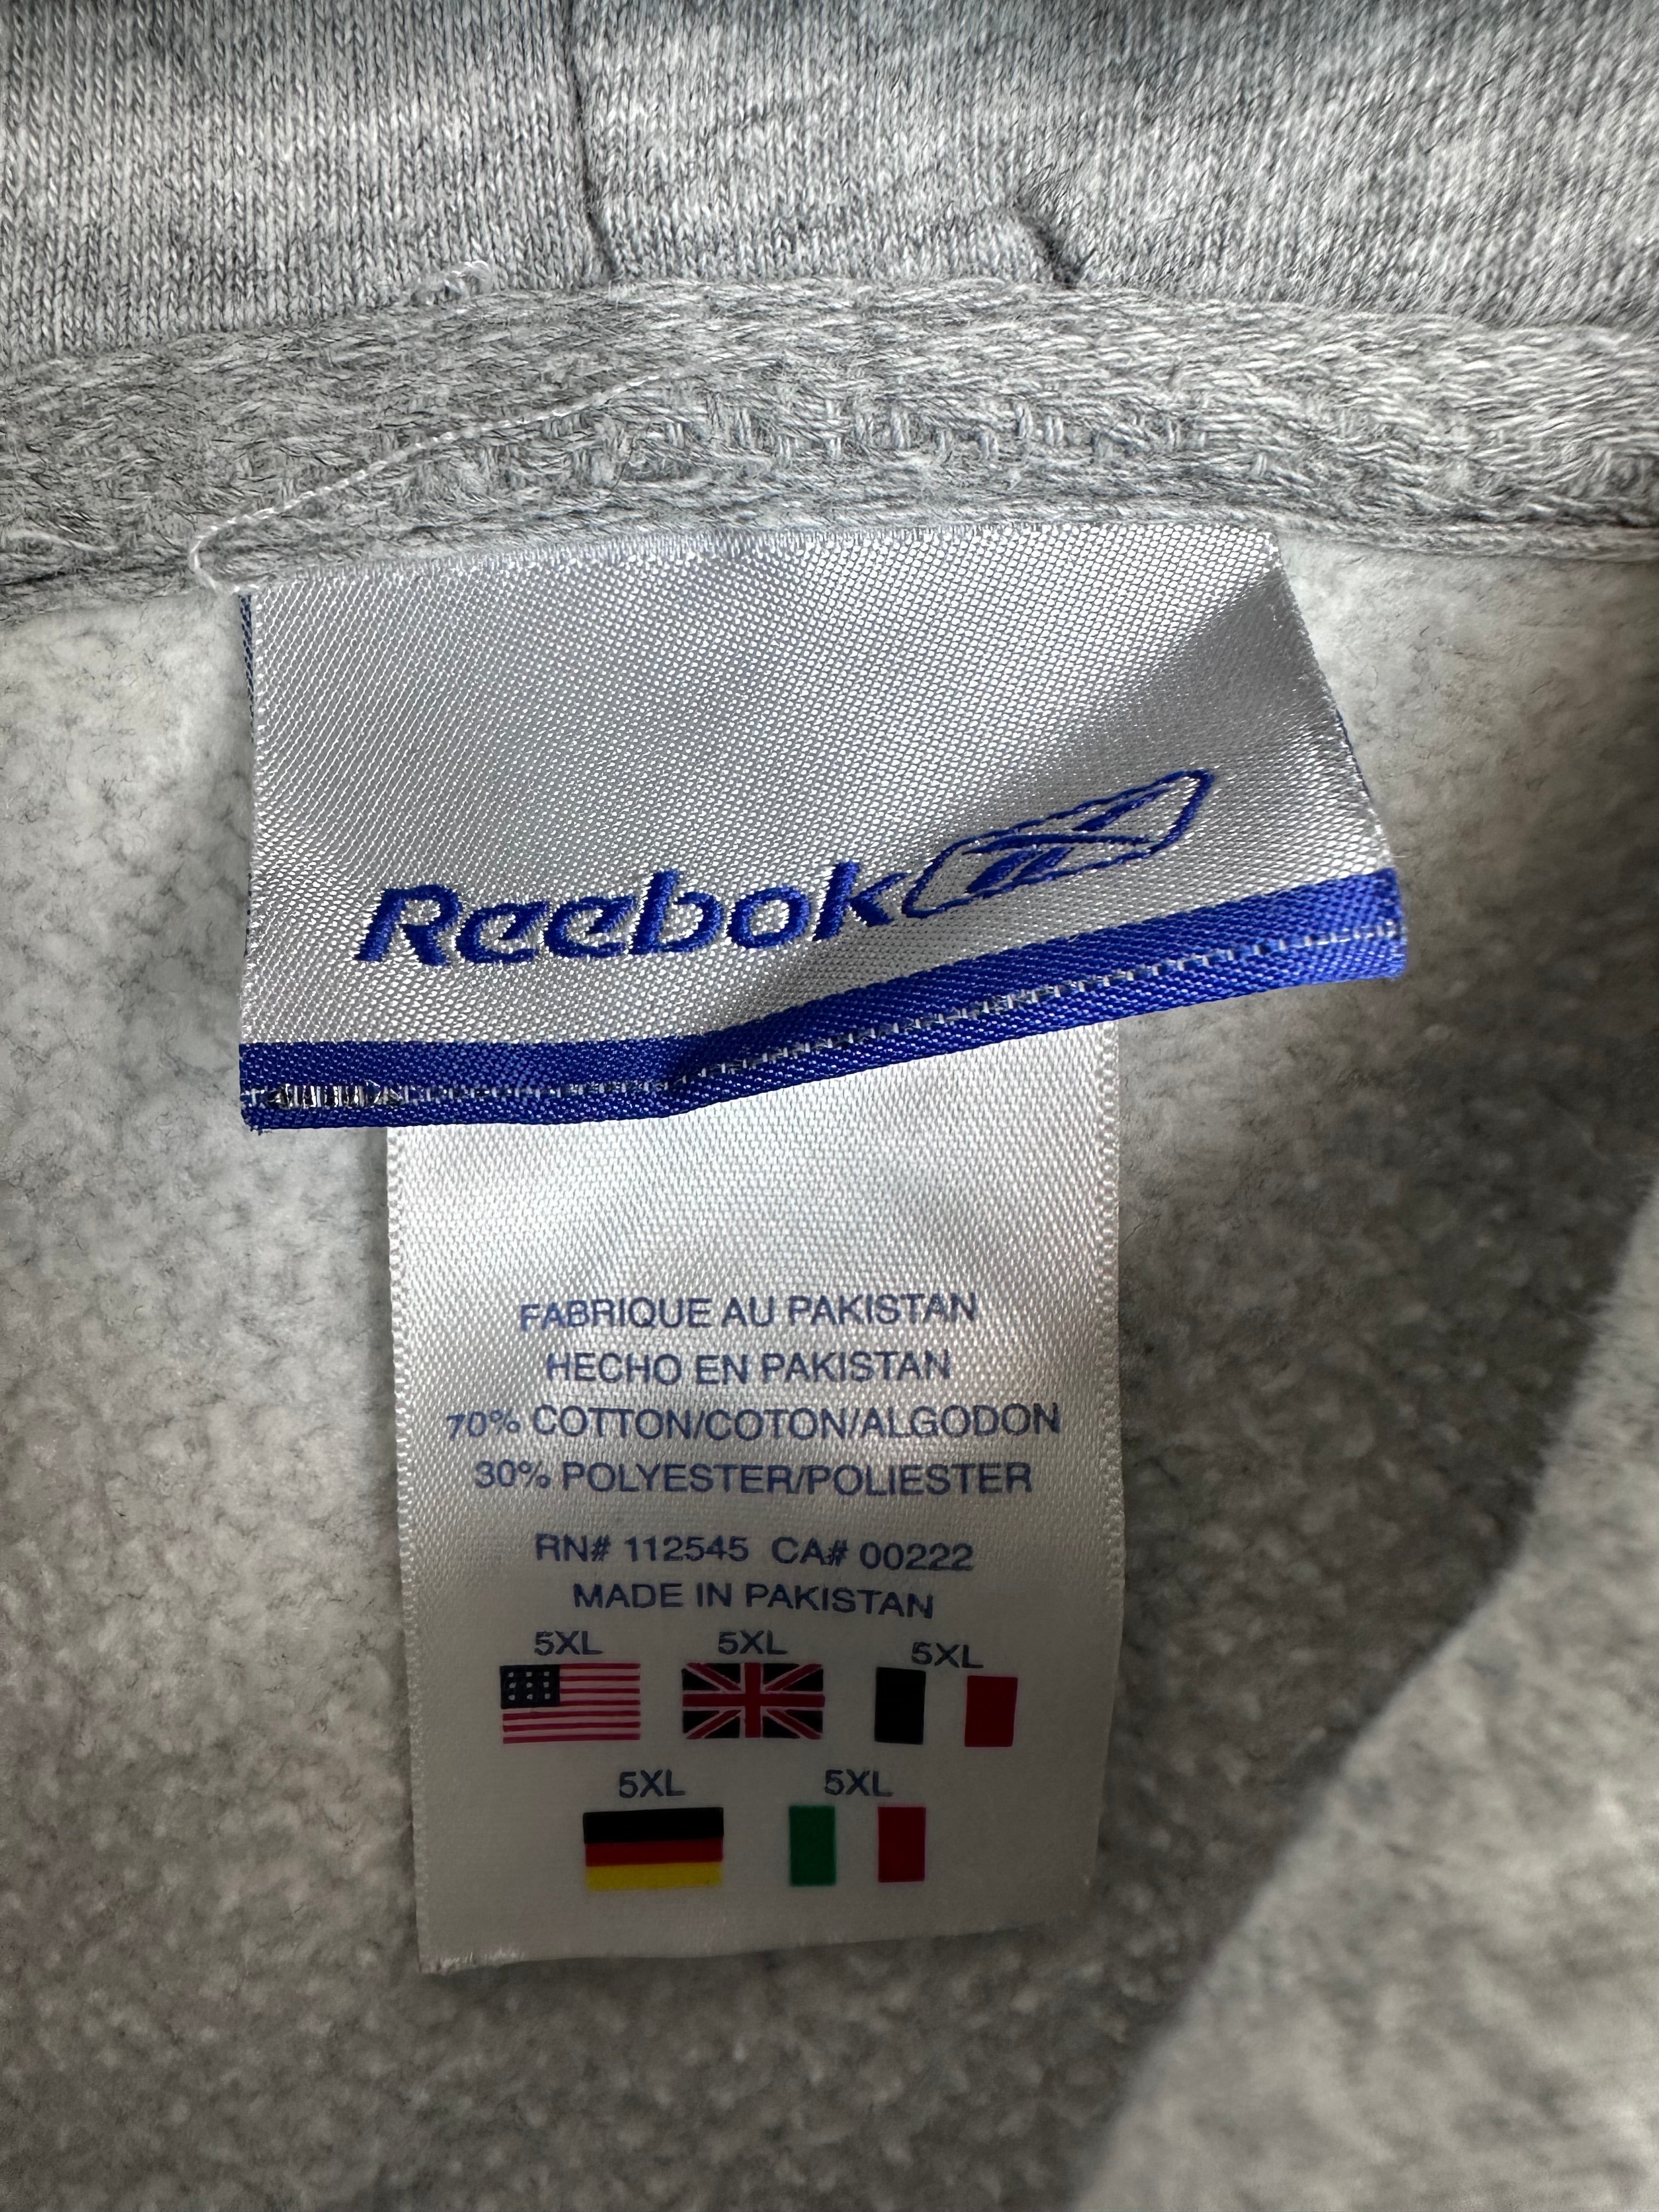 Reebok
FABRIQUE AU PAKISTAN
HECHO EN PAKISTAN
70% COTTON/COTON/ALGODON
30% POLYESTER/POLIESTER
RN# 112545 CA# 00222
MADE IN PAKISTAN
5XL 5XL 5XL
5XL 5XL